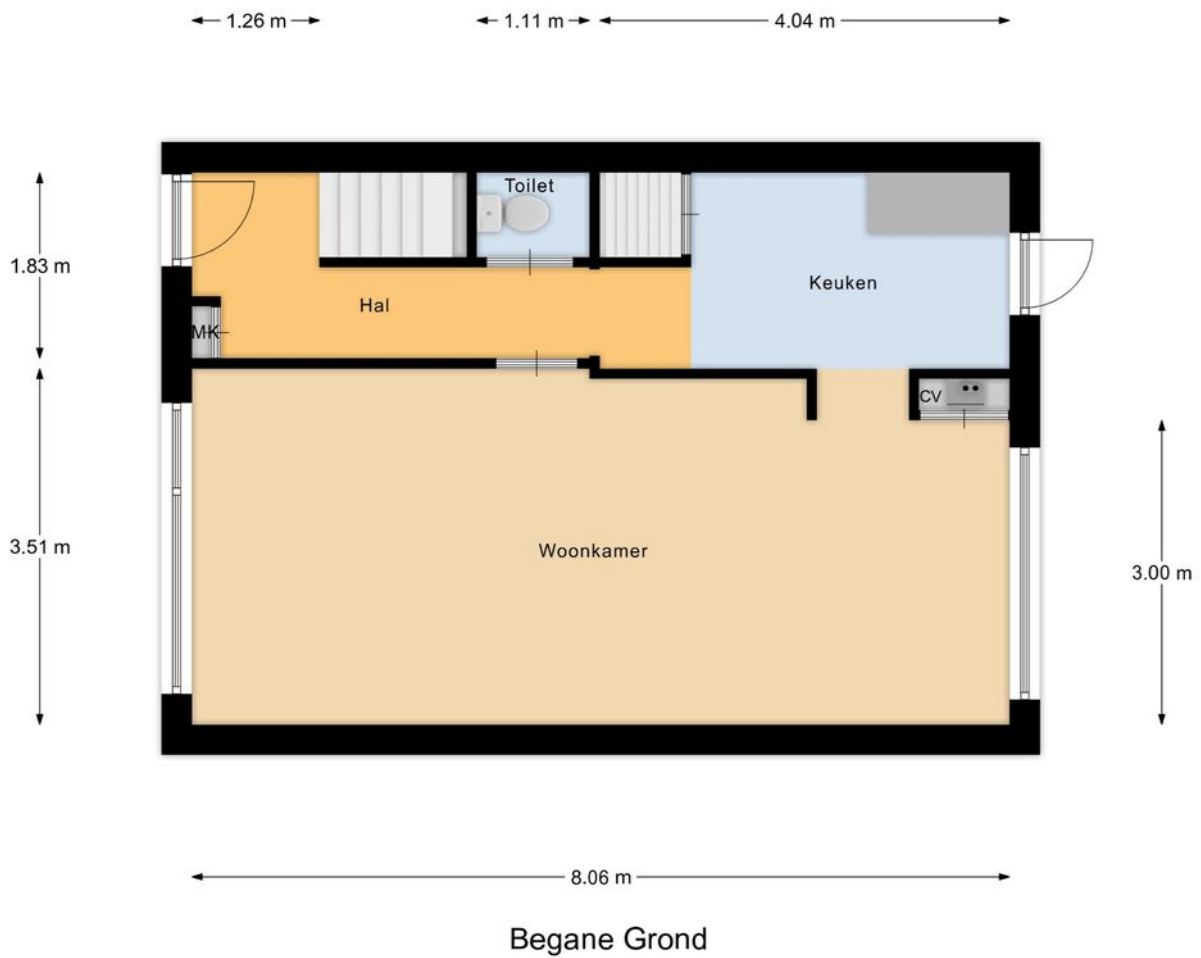 1.26 m
1.11 m
4.04 m
Toilet
1.83 m
Keuken
Hal
MK
CV
Woonkamer
3.51 m
3.00 m
8.06 m
Begane Grond